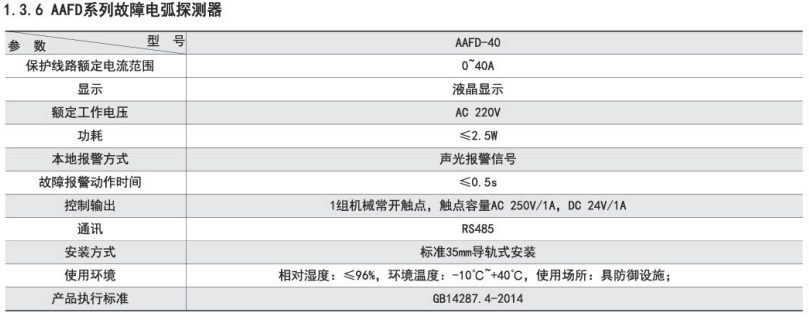 1.3.6 AAFD系列故障电弧探测器
型 号
参 数
AAFD-40
保护线路额定电流范围 0~40A
显示 液晶显示
额定工作电压 AC 220V
功耗 ≤2.5W
本地报警方式 声光报警信号
故障报警动作时间 ≤0.5s
控制输出 1组机械常开触点，触点容量AC 250V/1A，DC 24V/1A
通讯 RS485
安装方式 标准35mm导轨式安装
使用环境 相对湿度：≤96%，环境温度：-10℃~+40℃，使用场所：具防御设施；
产品执行标准 GB14287.4-2014